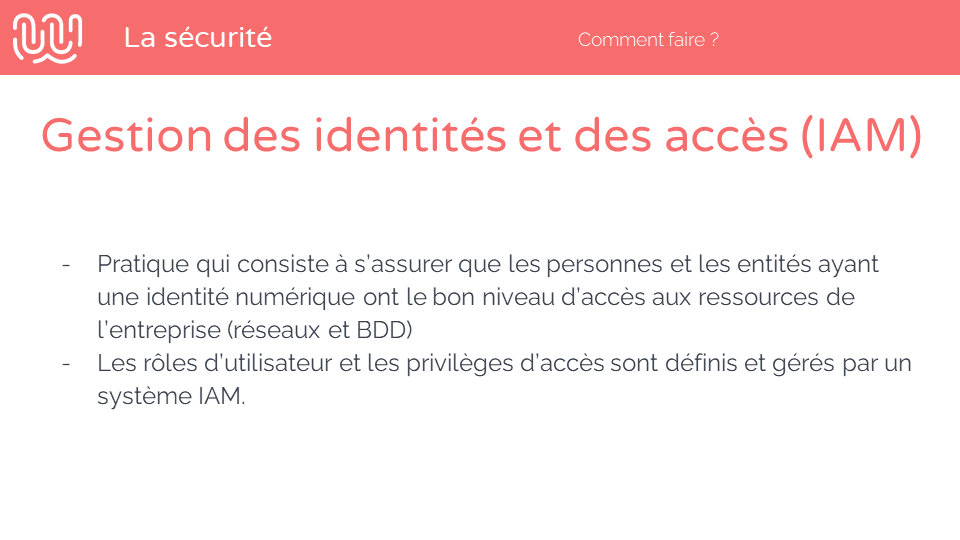 La sécurité
Comment faire ?
Gestion des identités et des accès (IAM)
- Pratique qui consiste à s’assurer que les personnes et les entités ayant
une identité numérique ont le bon niveau d’accès aux ressources de
l’entreprise (réseaux et BDD)
- Les rôles d’utilisateur et les privilèges d’accès sont définis et gérés par un
système IAM.